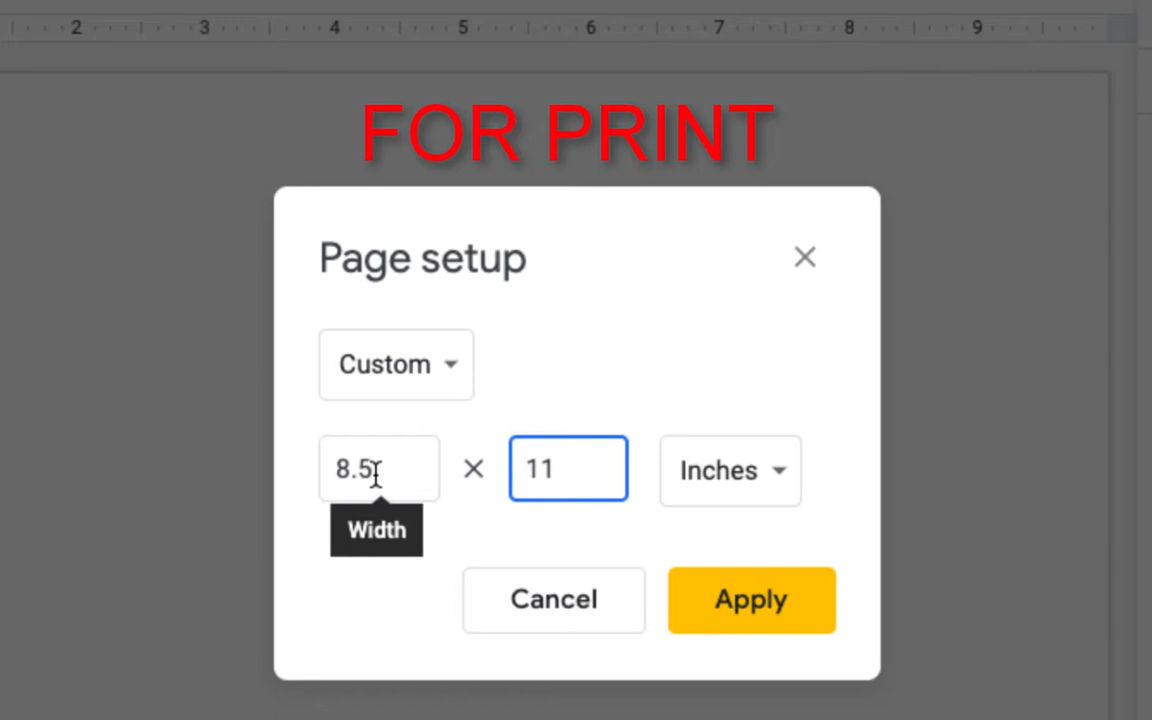 2 3 4 5 6 7 8 9
FOR PRINT
Page setup
Custom
8.5 × 11 Inches
Width
Cancel Apply